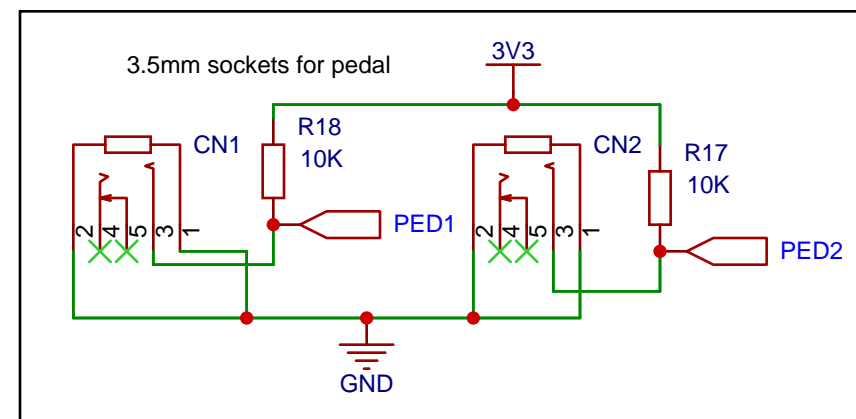 3.5mm sockets for pedal
3V3
R18
10K
CN1
CN2
R17
10K
2 4 5 3 1
PED1
2 4 5 3 1
PED2
GND